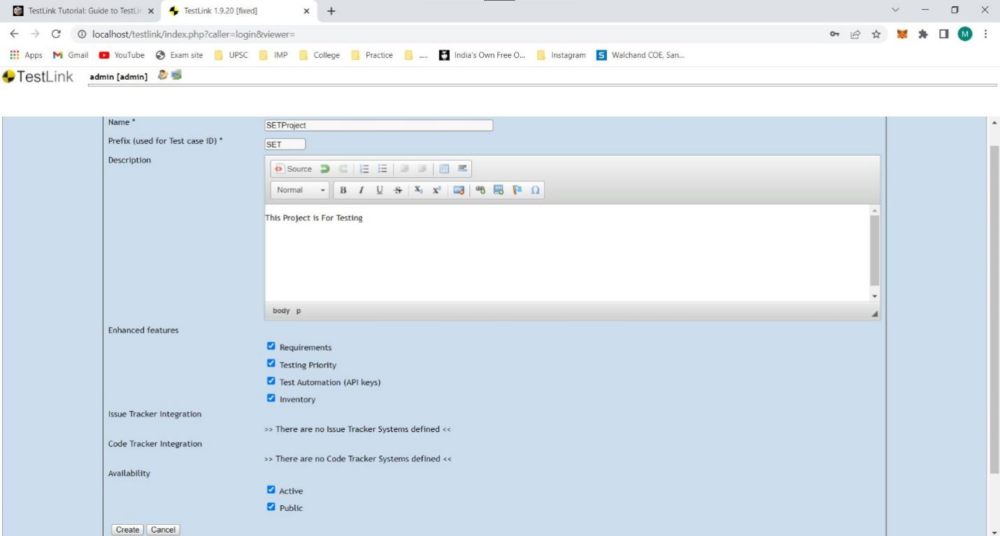 TestLink Tutorial: Guide to TestLin
TestLink 1.9.20 [fixed]
localhost/testlink/index.php?caller=login&viewer=
M
Apps Gmail YouTube Exam site UPSC IMP College Practice ..... India's Own Free O... Instagram S Walchand COE, San...
TestLink admin [admin]
Name *
SETProject
Prefix (used for Test case ID) *
SET
Description
Source
Normal B I U S X₂ X² Ω
This Project is For Testing
body p
Enhanced features
Requirements
Testing Priority
Test Automation (API keys)
Inventory
Issue Tracker Integration
>> There are no Issue Tracker Systems defined <<
Code Tracker Integration
>> There are no Code Tracker Systems defined <<
Availability
Active
Public
Create Cancel